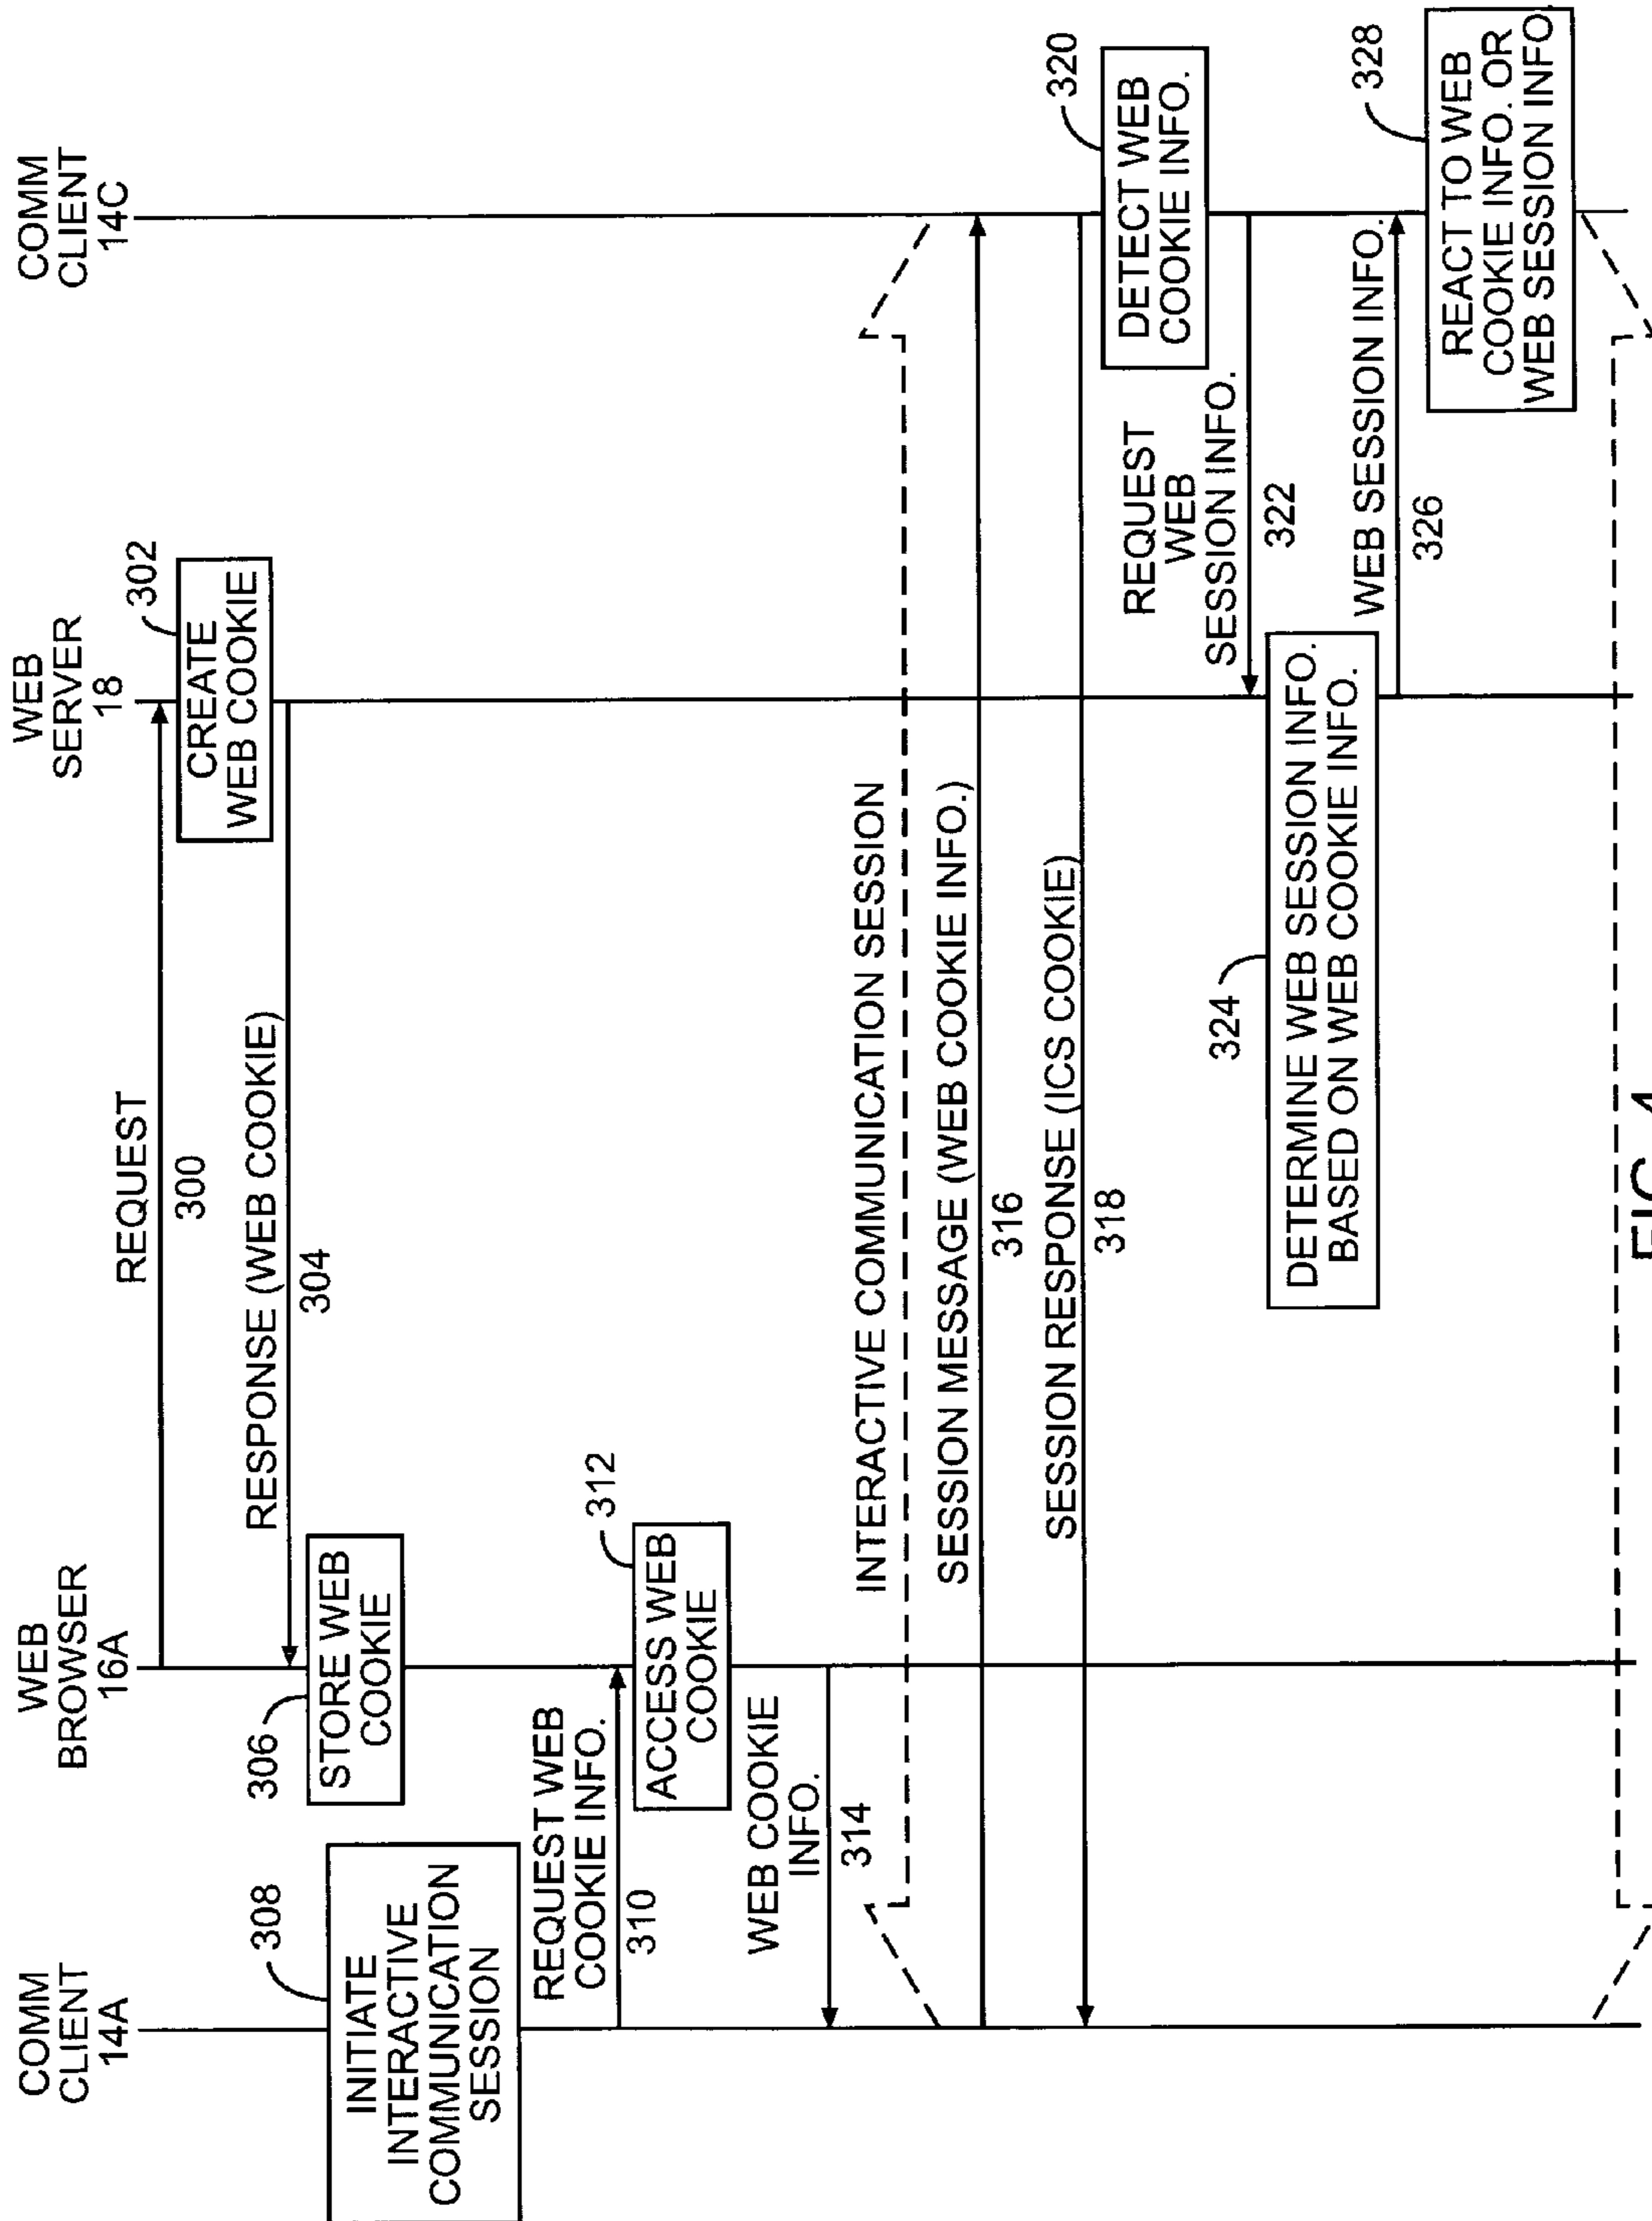 COMM
CLIENT
14A
WEB
BROWSER
16A
WEB
SERVER
18
COMM
CLIENT
14C
REQUEST
300
302
CREATE
WEB COOKIE
RESPONSE (WEB COOKIE)
304
306
STORE WEB
COOKIE
308
INITIATE
INTERACTIVE
COMMUNICATION
SESSION
REQUEST WEB
COOKIE INFO.
310
312
ACCESS WEB
COOKIE
WEB COOKIE
INFO.
314
INTERACTIVE COMMUNICATION SESSION
SESSION MESSAGE (WEB COOKIE INFO.)
316
SESSION RESPONSE (ICS COOKIE)
318
320
DETECT WEB
COOKIE INFO.
REQUEST
WEB
SESSION INFO.
322
324
DETERMINE WEB SESSION INFO.
BASED ON WEB COOKIE INFO.
WEB SESSION INFO.
326
328
REACT TO WEB
COOKIE INFO. OR
WEB SESSION INFO
FIG. 4